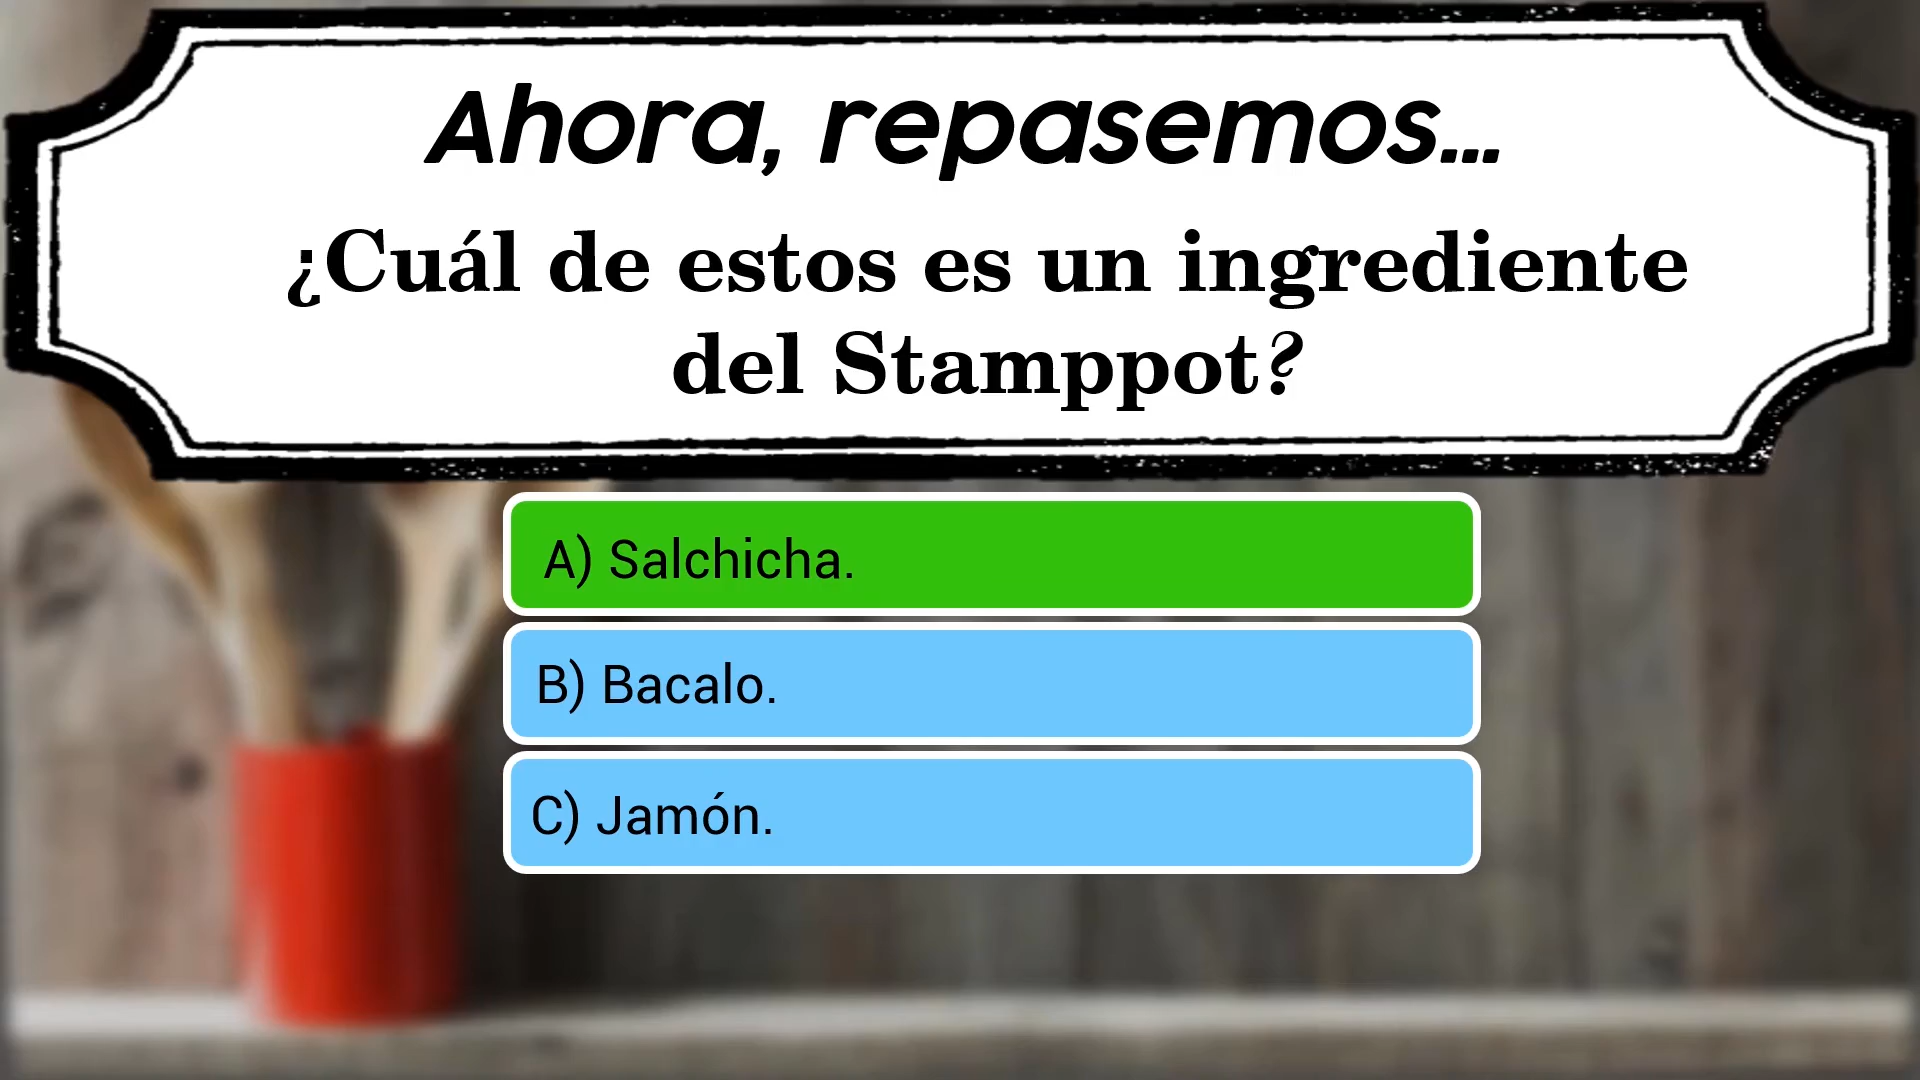 Ahora, repasemos...
¿Cuál de estos es un ingrediente
del Stamppot?
A) Salchicha.
B) Bacalo.
C) Jamón.